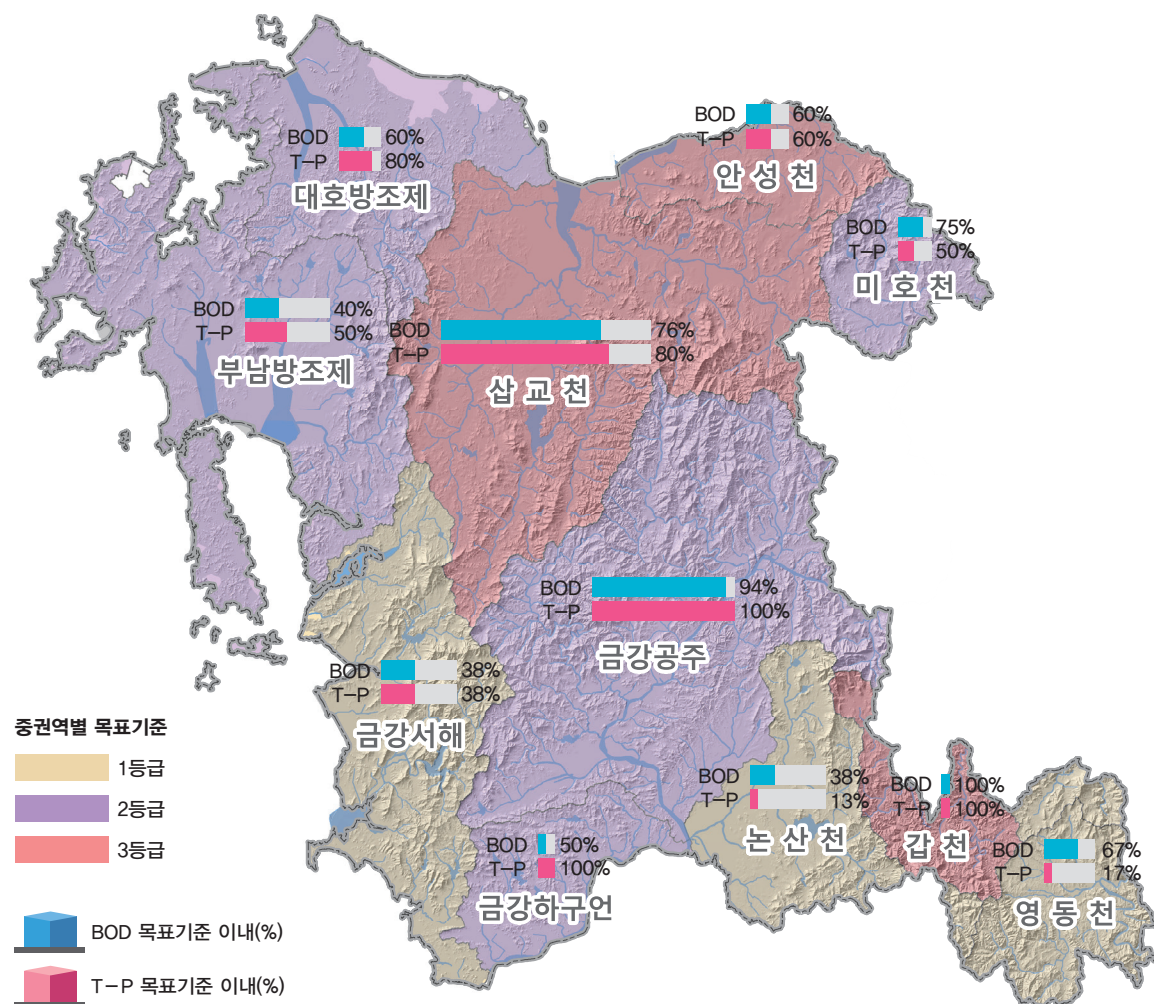 BOD 60%
T-P 60%
안성천
BOD 60%
T-P 80%
대호방조제
BOD 75%
T-P 50%
미호천
BOD 40%
T-P 50%
부남방조제
BOD 76%
T-P 80%
삽교천
BOD 94%
T-P 100%
금강공주
BOD 38%
T-P 38%
금강서해
BOD 38%
T-P 13%
논산천
BOD 100%
T-P 100%
갑천
BOD 50%
T-P 100%
금강하구언
BOD 67%
T-P 17%
영동천
중권역별 목표기준
1등급
2등급
3등급
BOD 목표기준 이내(%)
T-P 목표기준 이내(%)